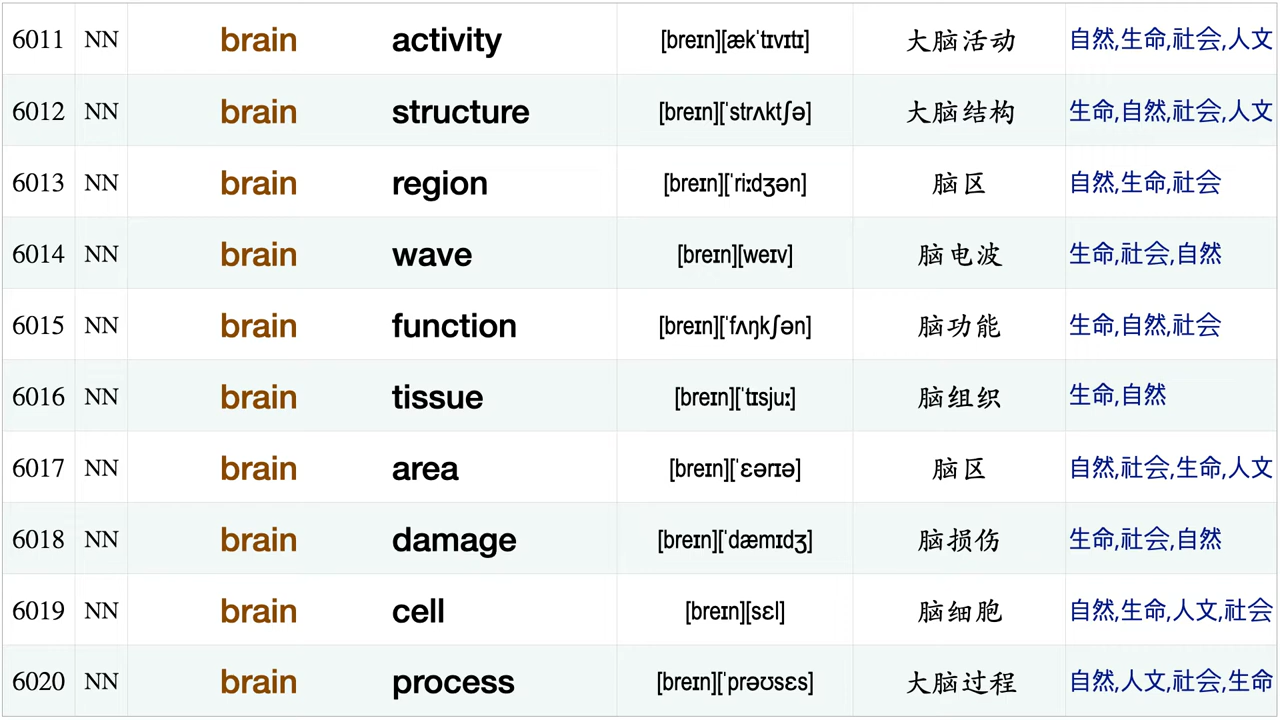 6011 NN brain activity [breɪn][ækˈtɪvɪtɪ] 大脑活动 自然,生命,社会,人文
6012 NN brain structure [breɪn][ˈstrʌktʃə] 大脑结构 生命,自然,社会,人文
6013 NN brain region [breɪn][ˈriːdʒən] 脑区 自然,生命,社会
6014 NN brain wave [breɪn][weɪv] 脑电波 生命,社会,自然
6015 NN brain function [breɪn][ˈfʌŋkʃən] 脑功能 生命,自然,社会
6016 NN brain tissue [breɪn][ˈtɪsjuː] 脑组织 生命,自然
6017 NN brain area [breɪn][ˈɛərɪə] 脑区 自然,社会,生命,人文
6018 NN brain damage [breɪn][ˈdæmɪdʒ] 脑损伤 生命,社会,自然
6019 NN brain cell [breɪn][sɛl] 脑细胞 自然,生命,人文,社会
6020 NN brain process [breɪn][ˈprəʊsɛs] 大脑过程 自然,人文,社会,生命